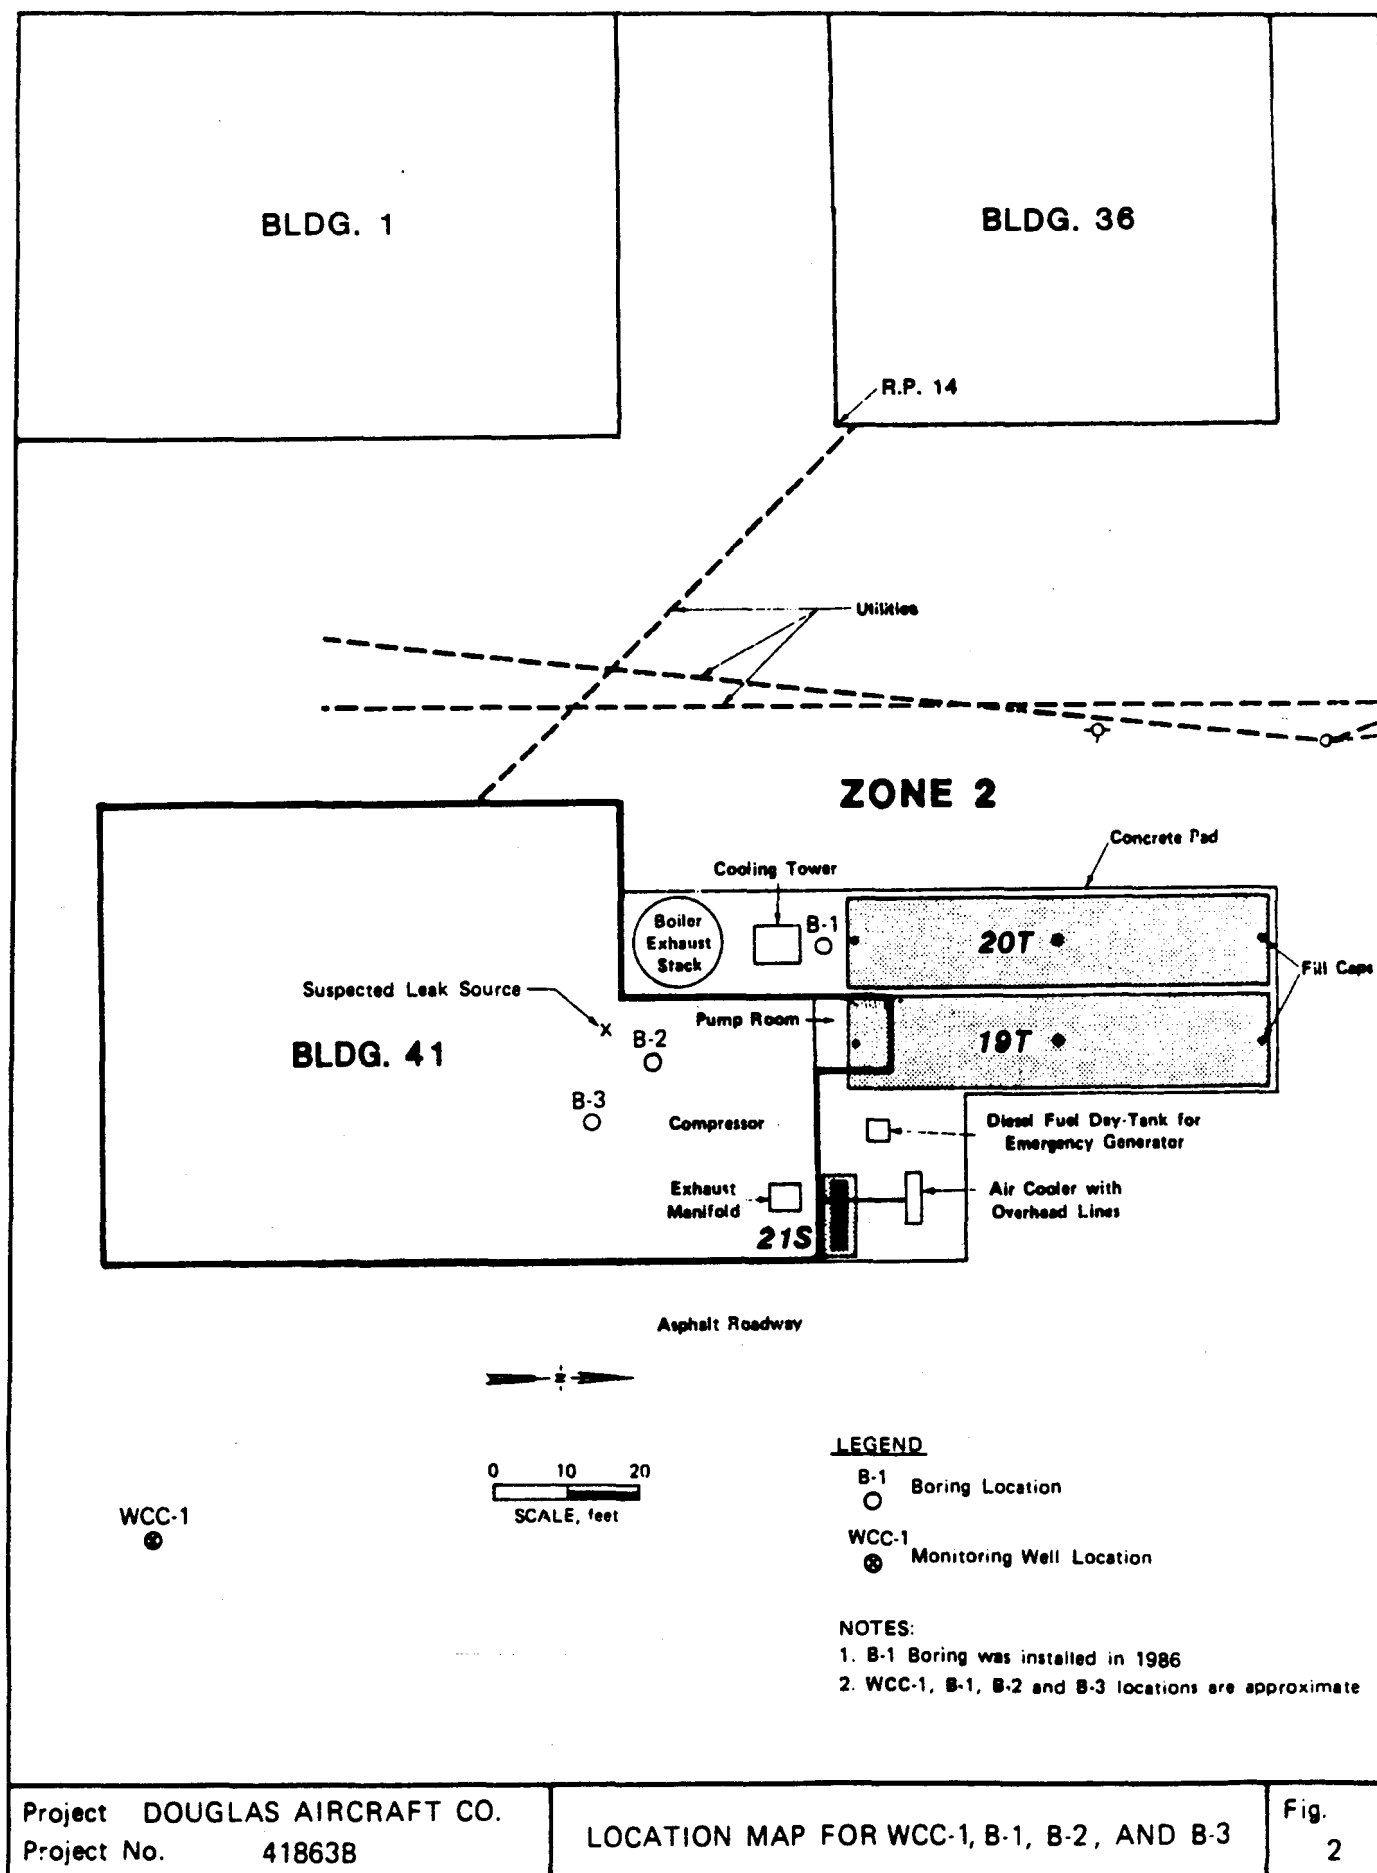 BLDG. 1
BLDG. 36
R.P. 14
Utilities
ZONE 2
Concrete Pad
Cooling Tower
Boiler
Exhaust
Stack
B-1
20T
Fill Caps
Suspected Leak Source
X
Pump Room
19T
B-2
BLDG. 41
B-3
Compressor
Diesel Fuel Day-Tank for
Emergency Generator
Exhaust
Manifold
Air Cooler with
Overhead Lines
21S
Asphalt Roadway
Z
0 10 20
SCALE, feet
WCC-1
LEGEND
B-1
Boring Location
WCC-1
Monitoring Well Location
NOTES:
1. B-1 Boring was installed in 1986
2. WCC-1, B-1, B-2 and B-3 locations are approximate
Project DOUGLAS AIRCRAFT CO.
Project No. 41863B
LOCATION MAP FOR WCC-1, B-1, B-2, AND B-3
Fig.
2